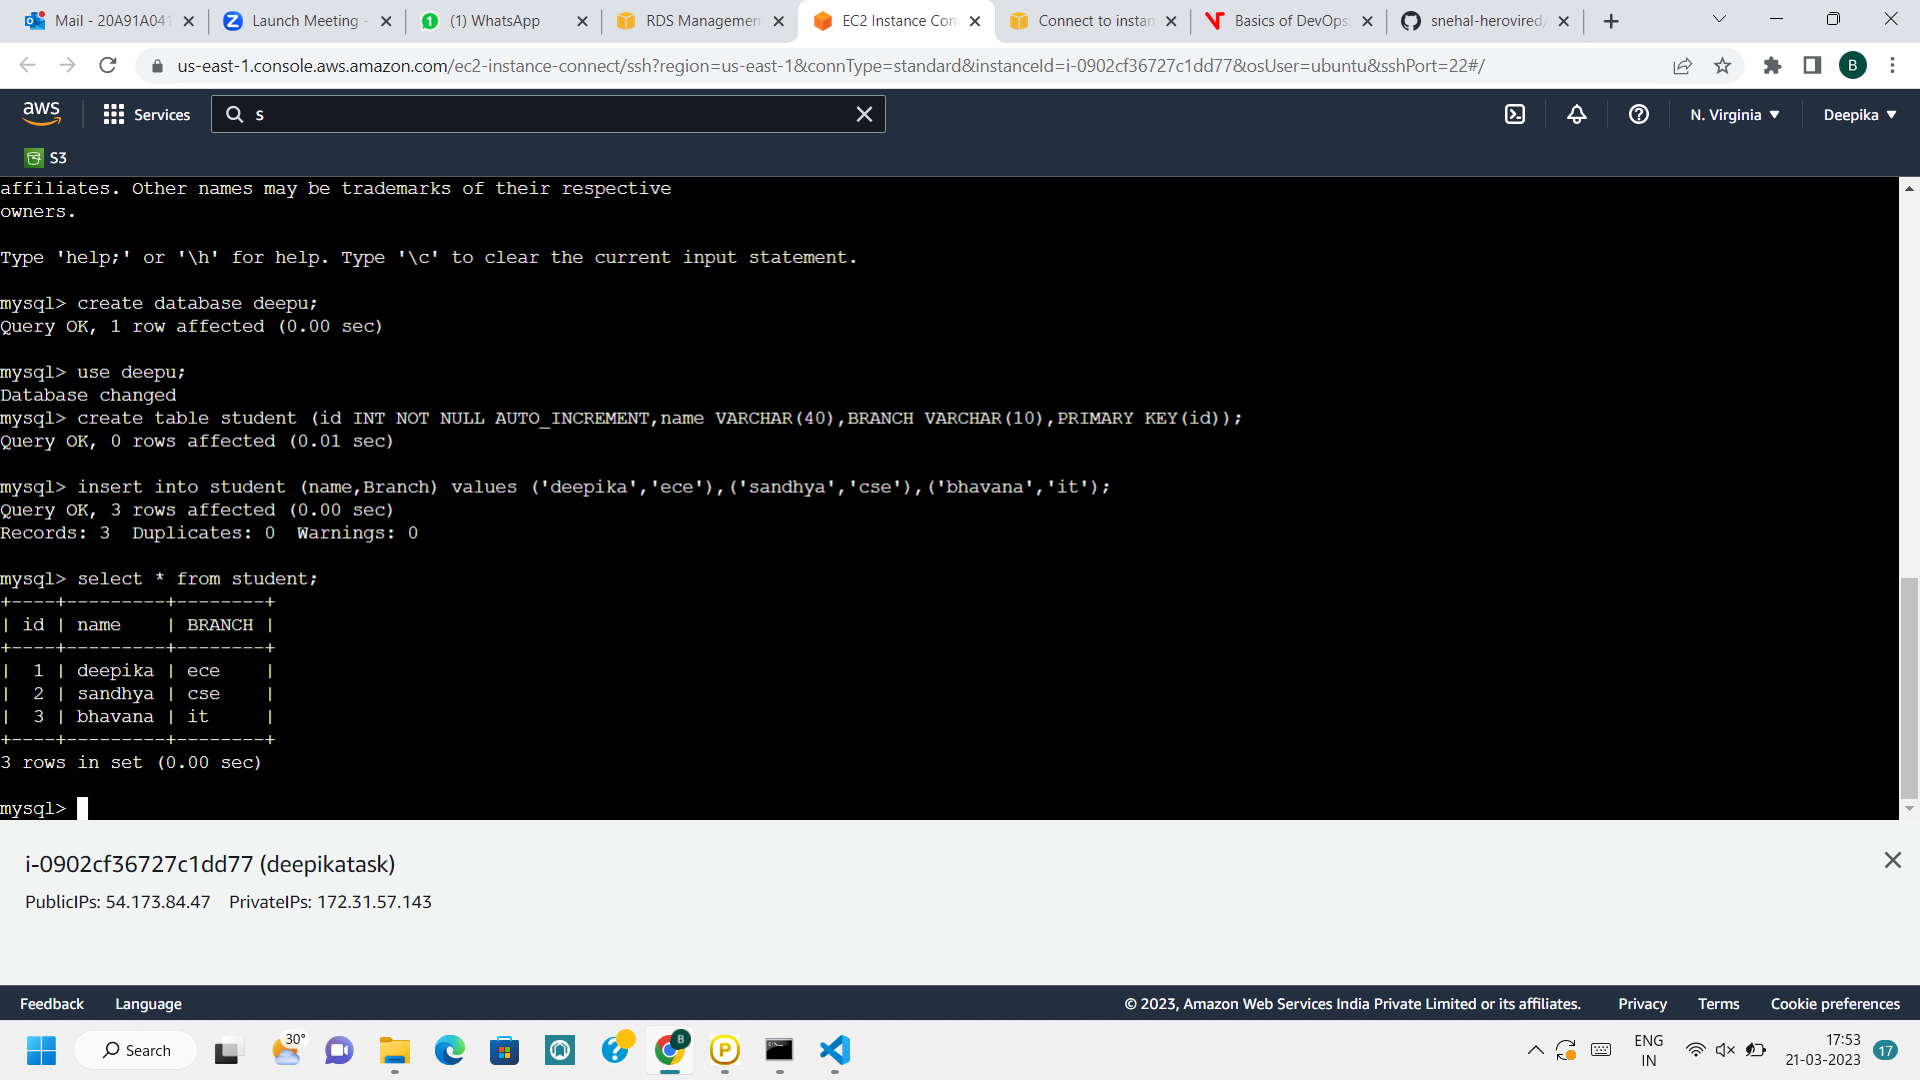 Mail - 20A91A041
Launch Meeting -
(1) WhatsApp
RDS Managemen
EC2 Instance Con
Connect to instan
Basics of DevOps
snehal-herovired/
us-east-1.console.aws.amazon.com/ec2-instance-connect/ssh?region=us-east-1&connType=standard&instanceId=i-0902cf36727c1dd77&osUser=ubuntu&sshPort=22#/
B
aws
Services
s
N. Virginia
Deepika
S3
affiliates. Other names may be trademarks of their respective
owners.
Type 'help;' or '\h' for help. Type '\c' to clear the current input statement.
mysql> create database deepu;
Query OK, 1 row affected (0.00 sec)
mysql> use deepu;
Database changed
mysql> create table student (id INT NOT NULL AUTO_INCREMENT,name VARCHAR(40),BRANCH VARCHAR(10),PRIMARY KEY(id));
Query OK, 0 rows affected (0.01 sec)
mysql> insert into student (name,Branch) values ('deepika','ece'),('sandhya','cse'),('bhavana','it');
Query OK, 3 rows affected (0.00 sec)
Records: 3  Duplicates: 0  Warnings: 0
mysql> select * from student;
+----+---------+--------+
| id | name    | BRANCH |
+----+---------+--------+
|  1 | deepika | ece    |
|  2 | sandhya | cse    |
|  3 | bhavana | it     |
+----+---------+--------+
3 rows in set (0.00 sec)
mysql>
i-0902cf36727c1dd77 (deepikatask)
PublicIPs: 54.173.84.47 PrivateIPs: 172.31.57.143
Feedback Language © 2023, Amazon Web Services India Private Limited or its affiliates. Privacy Terms Cookie preferences
Search
30°
B
P
ENG
IN
17:53
21-03-2023
17